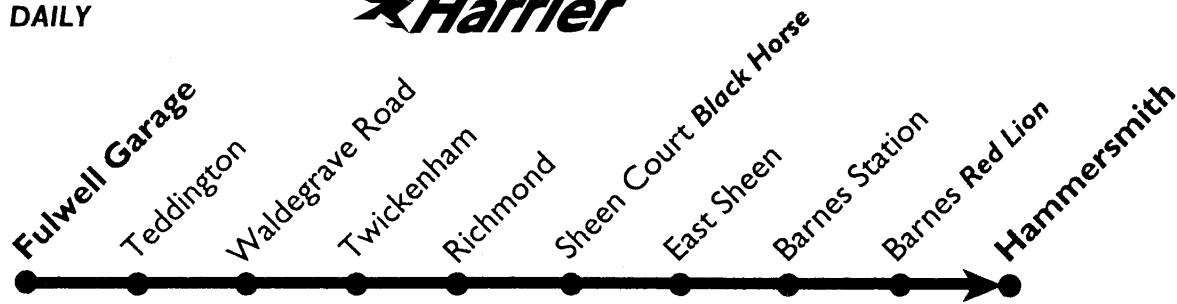 DAILY
Harrier
Fulwell Garage
Teddington
Waldegrave Road
Twickenham
Richmond
Sheen Court Black Horse
East Sheen
Barnes Station
Barnes Red Lion
Hammersmith